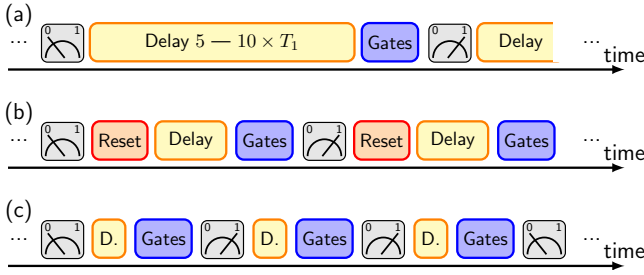 (a)
... 0 1 Delay 5 — 10 × T₁ Gates 0 1 Delay ...
time
(b)
... 0 1 Reset Delay Gates 0 1 Reset Delay Gates ...
time
(c)
... 0 1 D. Gates 0 1 D. Gates 0 1 D. Gates 0 1 ...
time